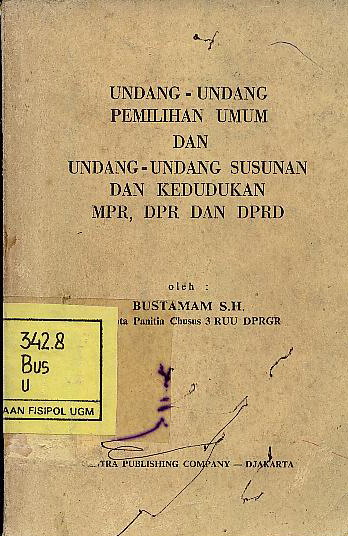 UNDANG - UNDANG
PEMILIHAN UMUM
DAN
UNDANG-UNDANG SUSUNAN
DAN KEDUDUKAN
MPR, DPR DAN DPRD
oleh :
BUSTAMAM S.H.
Panitia Chusus 3 RUU DPRGR
342.8
Bus
U
AAN FISIPOL UGM
TRA PUBLISHING COMPANY — DJAKARTA